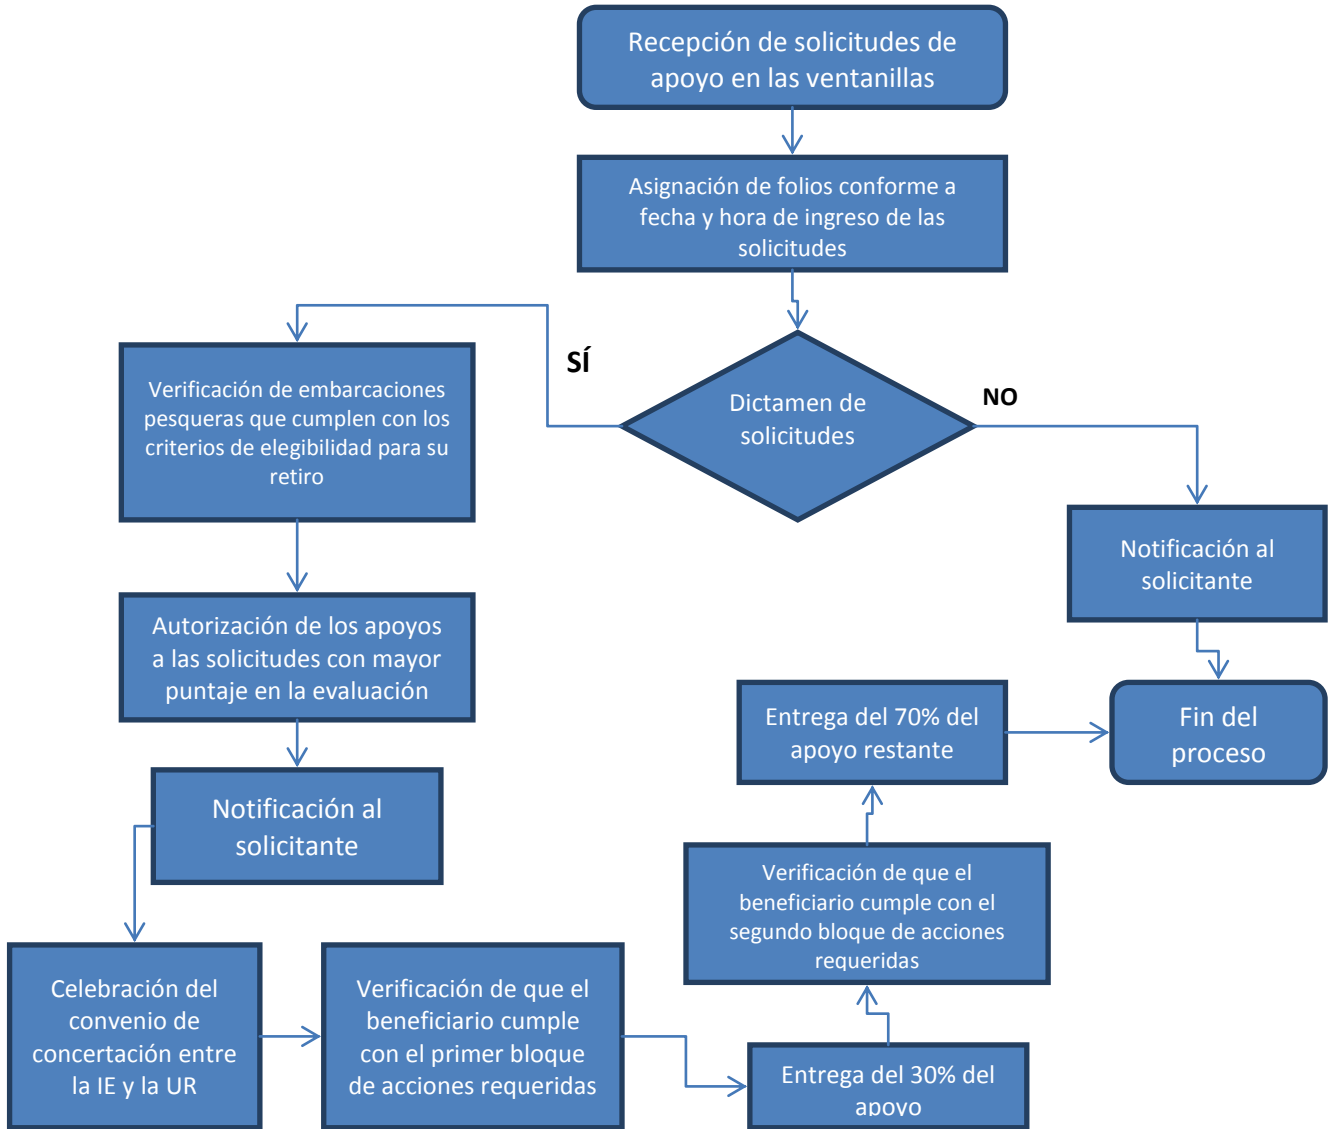 Recepción de solicitudes de
apoyo en las ventanillas
Asignación de folios conforme a
fecha y hora de ingreso de las
solicitudes
SÍ
Dictamen de
solicitudes
NO
Verificación de embarcaciones
pesqueras que cumplen con los
criterios de elegibilidad para su
retiro
Notificación al
solicitante
Autorización de los apoyos
a las solicitudes con mayor
puntaje en la evaluación
Entrega del 70% del
apoyo restante
Fin del
proceso
Notificación al
solicitante
Verificación de que el
beneficiario cumple con el
segundo bloque de acciones
requeridas
Celebración del
convenio de
concertación entre
la IE y la UR
Verificación de que el
beneficiario cumple
con el primer bloque
de acciones requeridas
Entrega del 30% del
apoyo